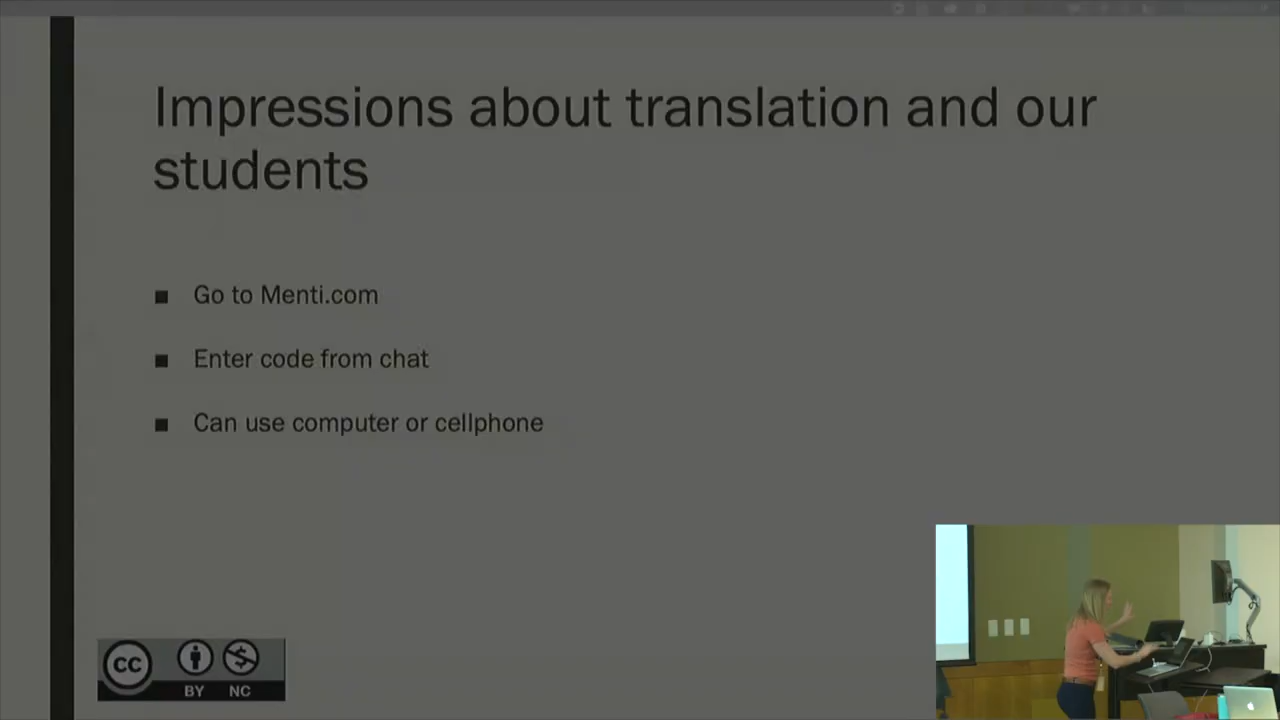 Impressions about translation and our
students
■ Go to Menti.com
■ Enter code from chat
■ Can use computer or cellphone
CC
BY NC